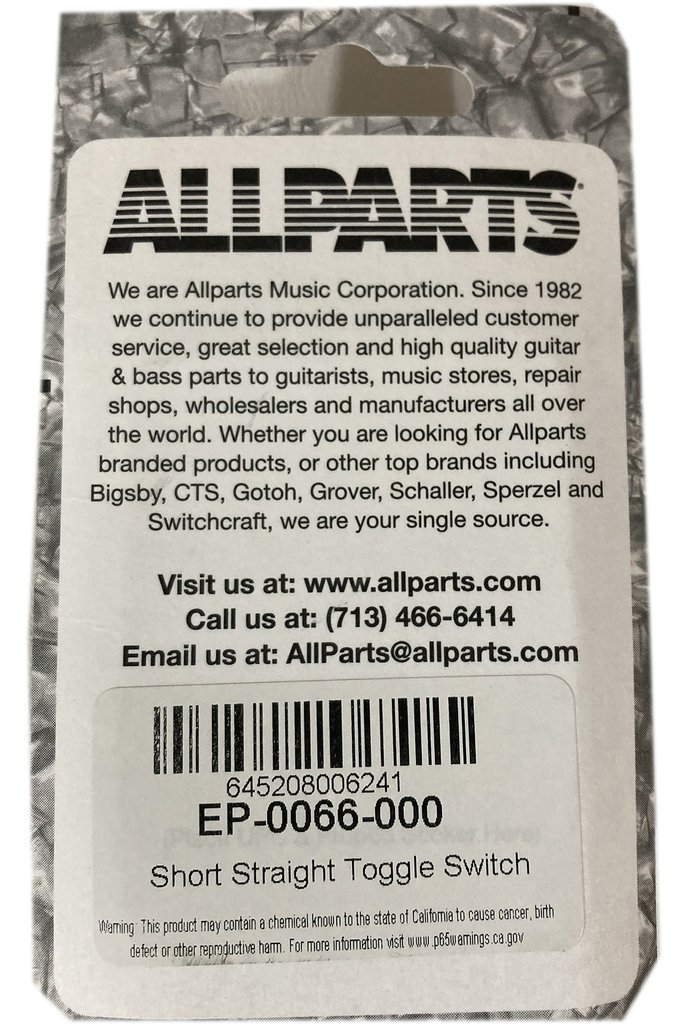 ALLPARTS
We are Allparts Music Corporation. Since 1982
we continue to provide unparalleled customer
service, great selection and high quality guitar
& bass parts to guitarists, music stores, repair
shops, wholesalers and manufacturers all over
the world. Whether you are looking for Allparts
branded products, or other top brands including
Bigsby, CTS, Gotoh, Grover, Schaller, Sperzel and
Switchcraft, we are your single source.
Visit us at: www.allparts.com
Call us at: (713) 466-6414
Email us at: AllParts@allparts.com
645208006241
EP-0066-000
Short Straight Toggle Switch
Warning: This product may contain a chemical known to the state of California to cause cancer, birth
defect or other reproductive harm. For more information visit www.p65warnings.ca.gov